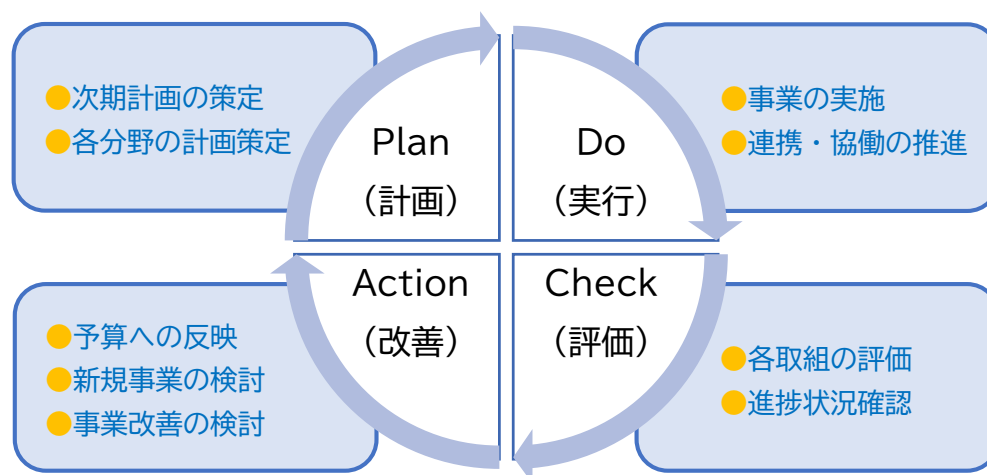 ●次期計画の策定
●各分野の計画策定
Plan
（計画）
Do
（実行）
●事業の実施
●連携・協働の推進
Action
（改善）
Check
（評価）
●予算への反映
●新規事業の検討
●事業改善の検討
●各取組の評価
●進捗状況確認